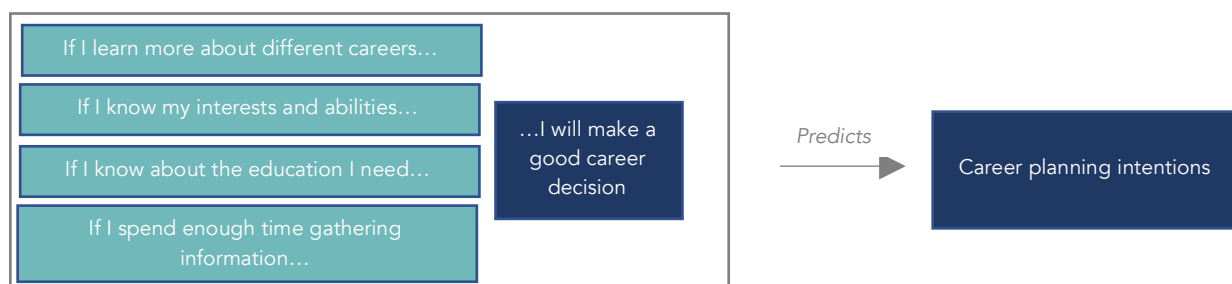 If I learn more about different careers…
If I know my interests and abilities…
If I know about the education I need…
If I spend enough time gathering
information…
…I will make a
good career
decision
Predicts
Career planning intentions